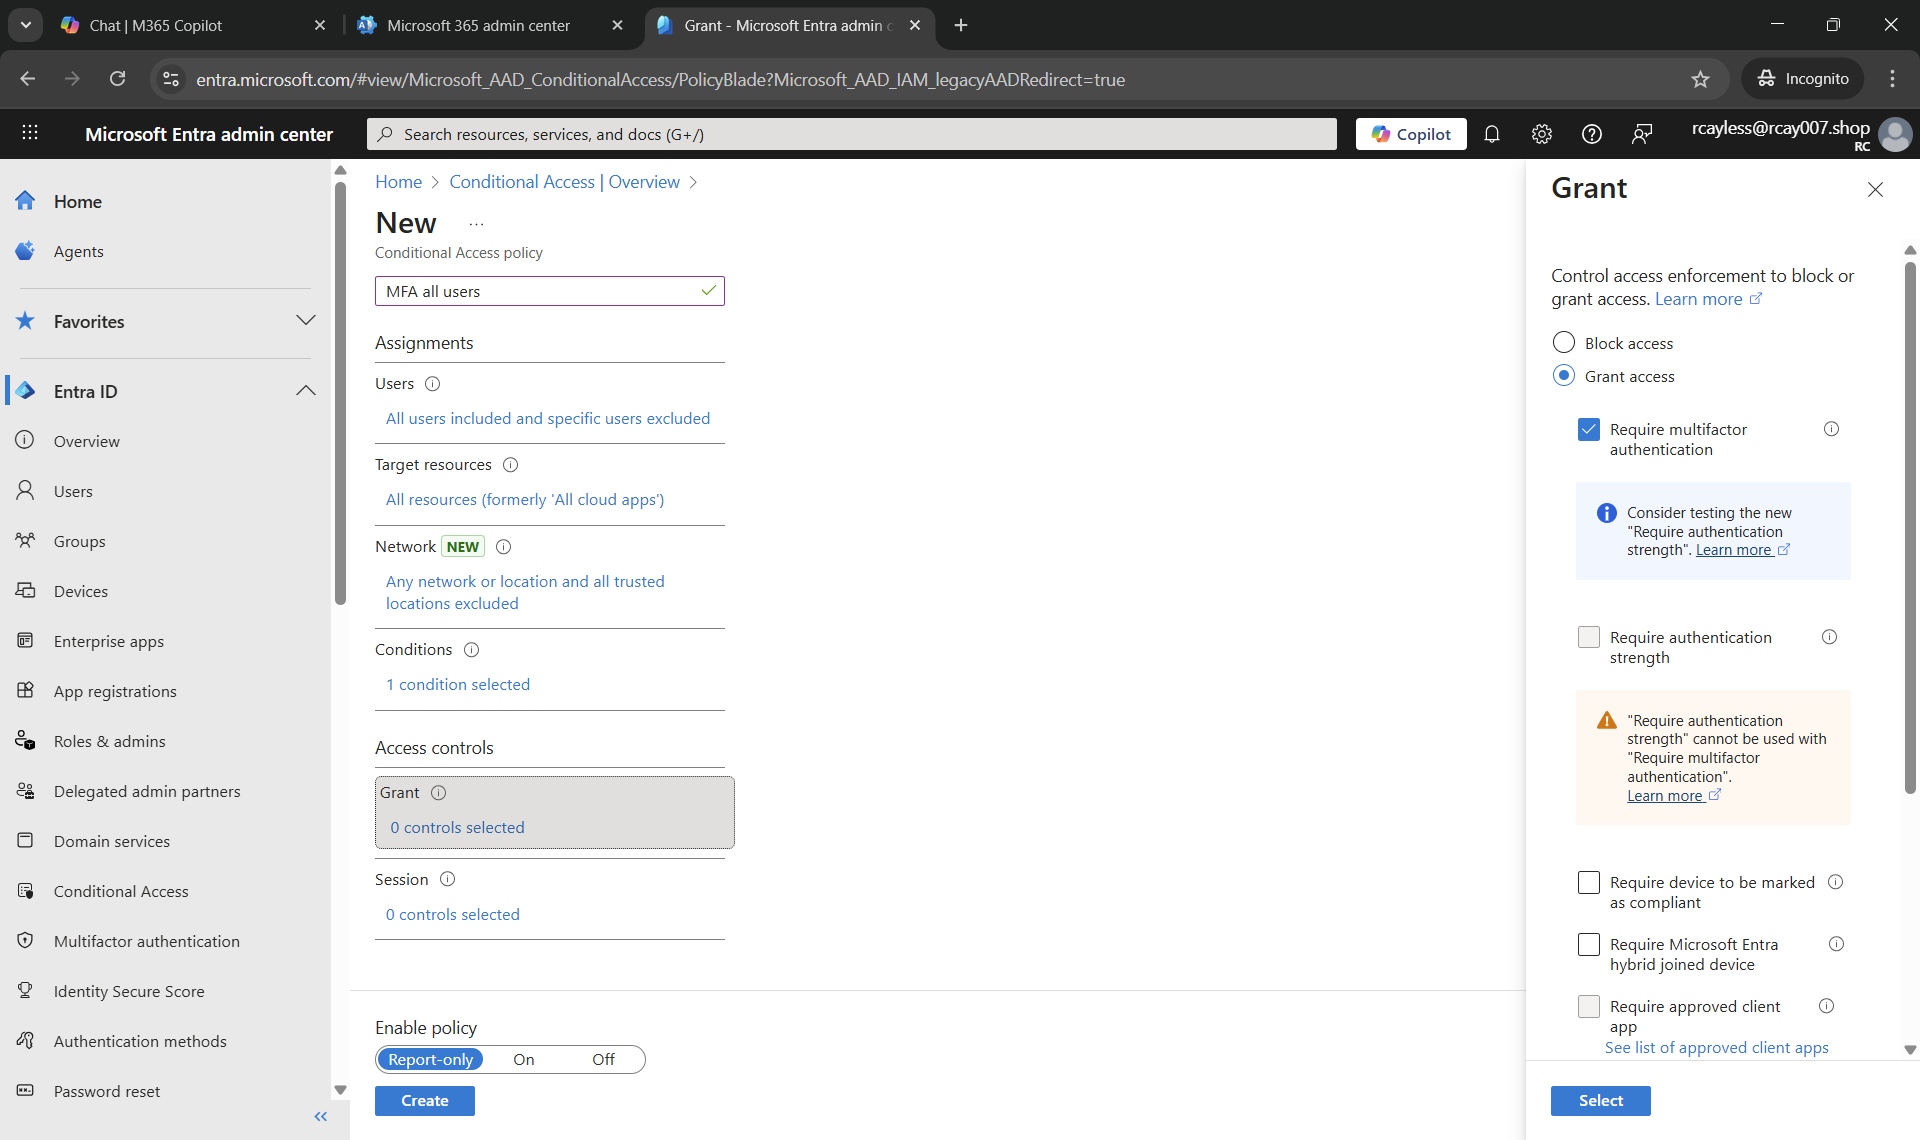 Chat | M365 Copilot
Microsoft 365 admin center
Grant - Microsoft Entra admin c
entra.microsoft.com/#view/Microsoft_AAD_ConditionalAccess/PolicyBlade?Microsoft_AAD_IAM_legacyAADRedirect=true
Incognito
Microsoft Entra admin center
Search resources, services, and docs (G+/)
Copilot
rcayless@rcay007.shop
RC
Home
Agents
Favorites
Entra ID
Overview
Users
Groups
Devices
Enterprise apps
App registrations
Roles & admins
Delegated admin partners
Domain services
Conditional Access
Multifactor authentication
Identity Secure Score
Authentication methods
Password reset
Home > Conditional Access | Overview >
New ...
Conditional Access policy
MFA all users
Assignments
Users
All users included and specific users excluded
Target resources
All resources (formerly 'All cloud apps')
Network NEW
Any network or location and all trusted
locations excluded
Conditions
1 condition selected
Access controls
Grant
0 controls selected
Session
0 controls selected
Enable policy
Report-only On Off
Create
Grant
Control access enforcement to block or
grant access. Learn more
Block access
Grant access
Require multifactor
authentication
Consider testing the new
"Require authentication
strength". Learn more
Require authentication
strength
"Require authentication
strength" cannot be used with
"Require multifactor
authentication".
Learn more
Require device to be marked
as compliant
Require Microsoft Entra
hybrid joined device
Require approved client
app
See list of approved client apps
Select